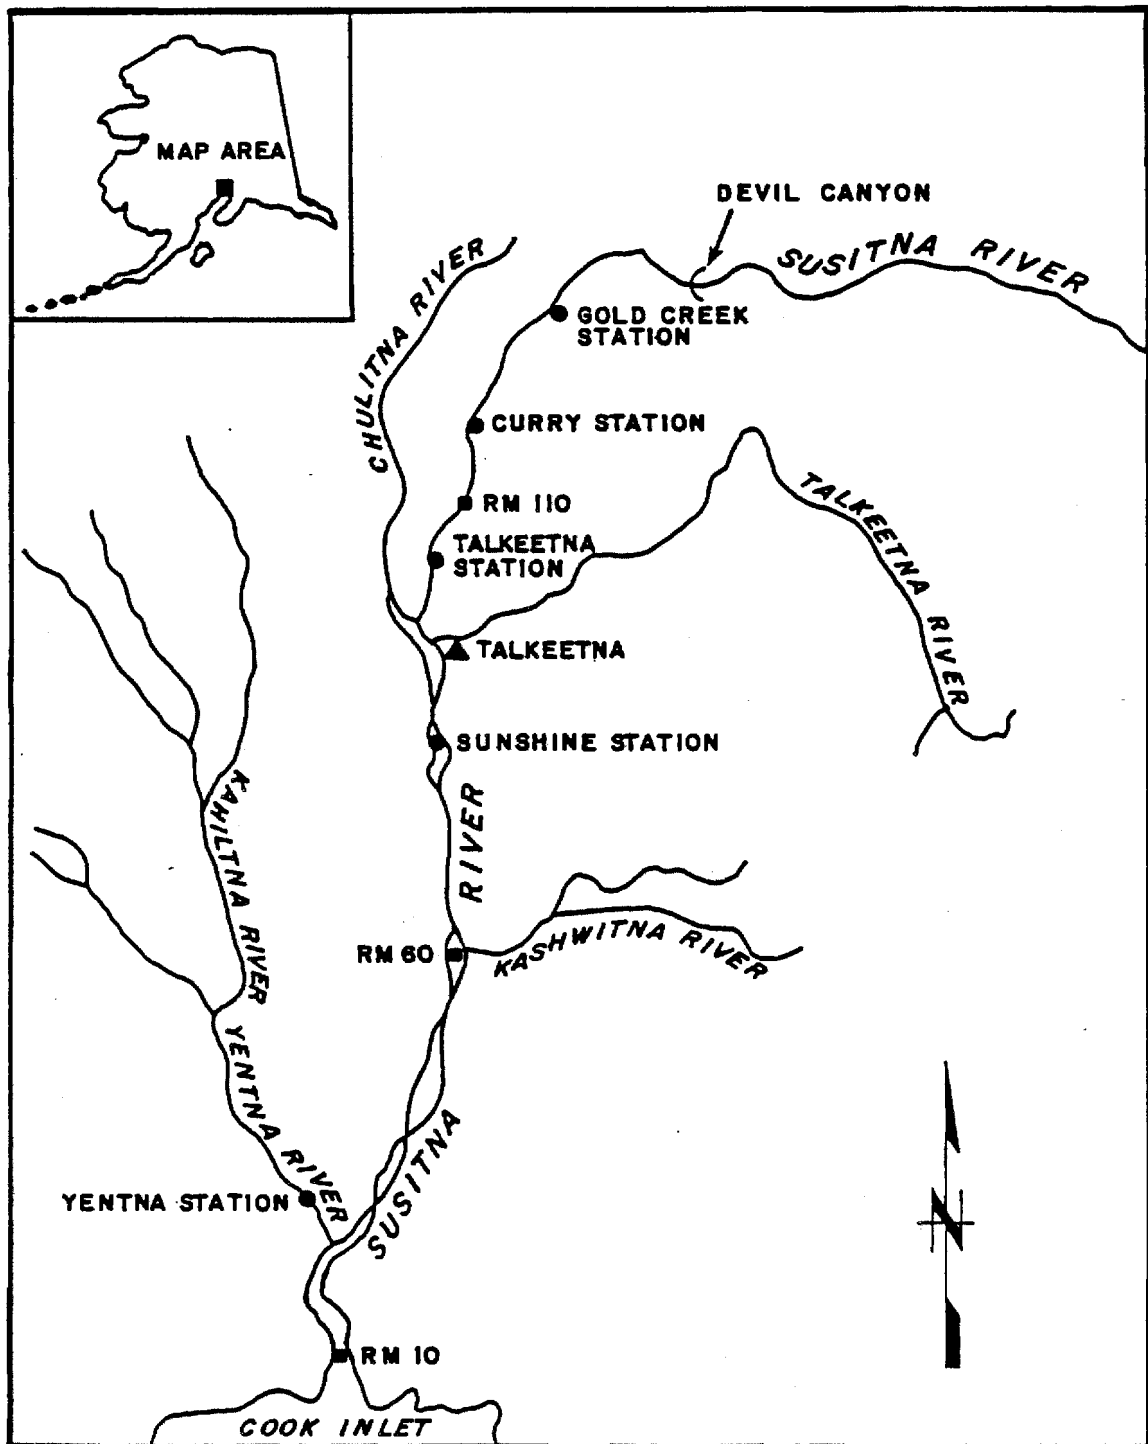 MAP AREA
DEVIL CANYON
SUSITNA RIVER
CHULITNA RIVER
GOLD CREEK
STATION
CURRY STATION
RM 110
TALKEETNA
STATION
TALKEETNA RIVER
TALKEETNA
SUNSHINE STATION
KAHILTNA RIVER
RIVER
RM 60
KASHWITNA RIVER
YENTNA RIVER
SUSITNA
YENTNA STATION
RM 10
COOK INLET
N